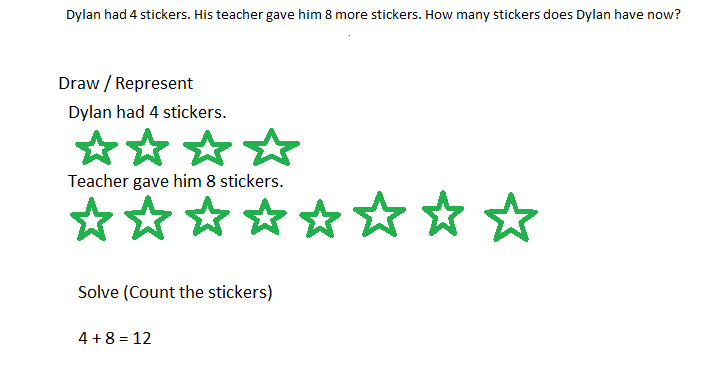 Dylan had 4 stickers. His teacher gave him 8 more stickers. How many stickers does Dylan have now?
Draw / Represent
Dylan had 4 stickers.
Teacher gave him 8 stickers.
Solve (Count the stickers)
4 + 8 = 12